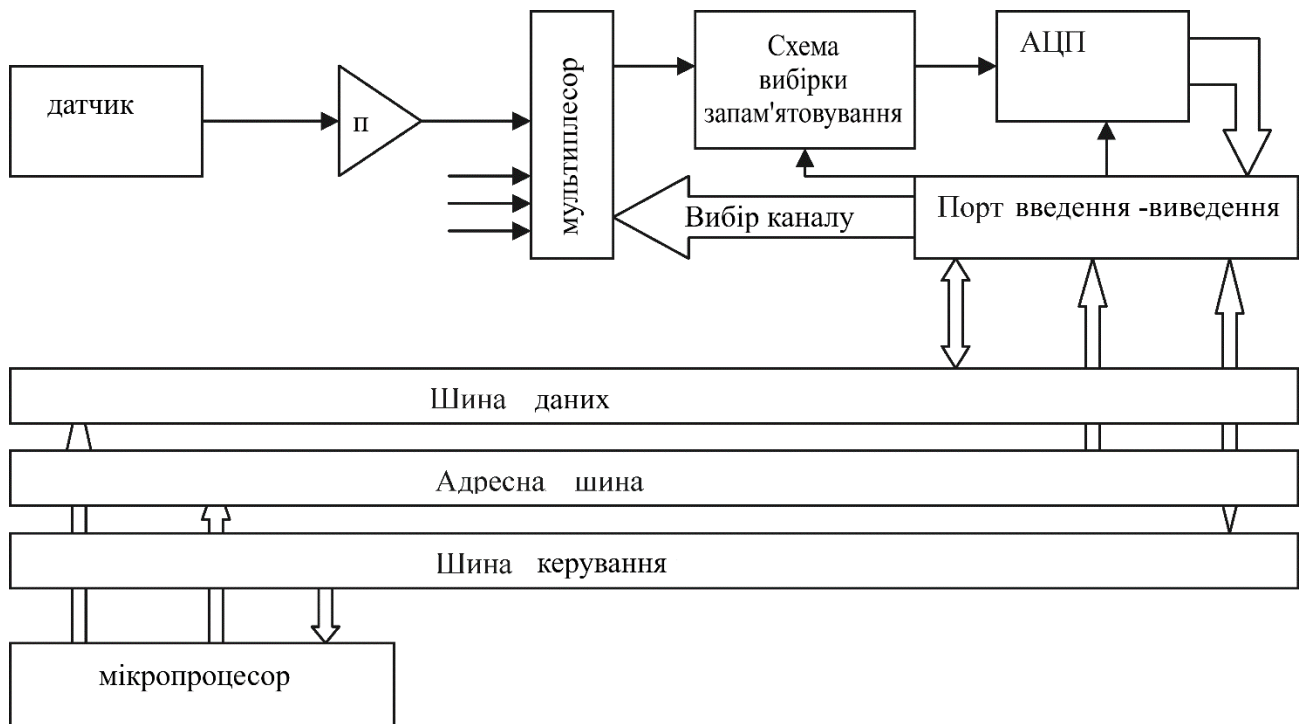 датчик
п
мультиплесор
Схема
вибірки
запам'ятовування
АЦП
Вибір каналу
Порт введення -виведення
Шина даних
Адресна шина
Шина керування
мікропроцесор